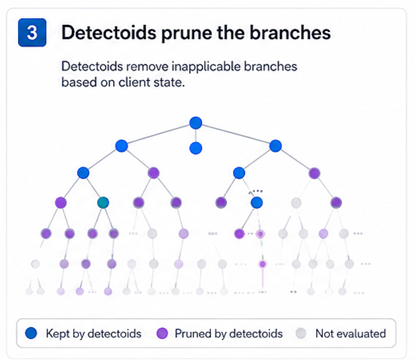 3 Detectoids prune the branches
Detectoids remove inapplicable branches
based on client state.
Kept by detectoids Pruned by detectoids Not evaluated